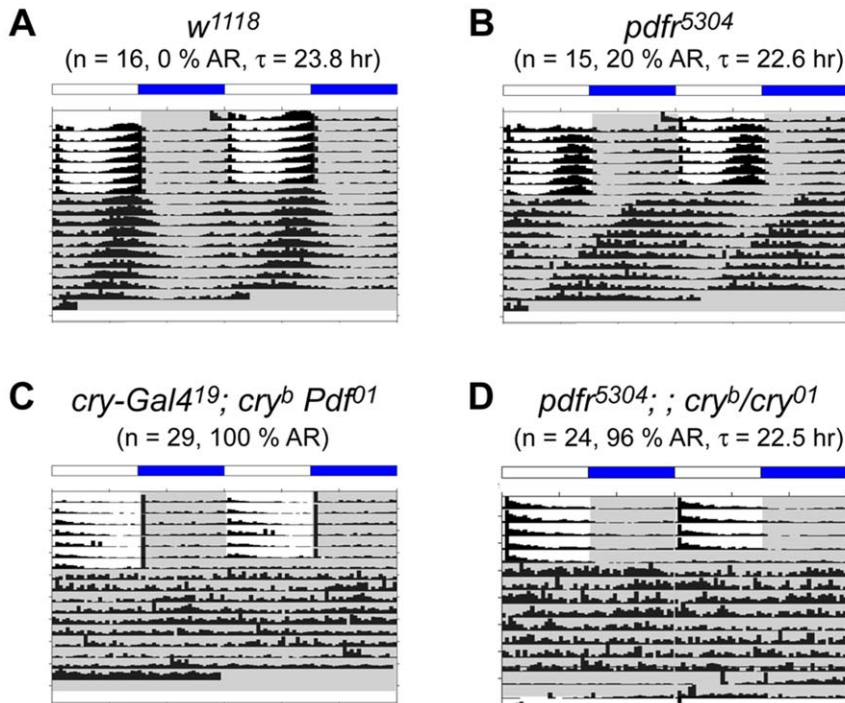 A
w1118
(n = 16, 0 % AR, τ = 23.8 hr)
B
pdfr5304
(n = 15, 20 % AR, τ = 22.6 hr)
C
cry-Gal419; cryb Pdf01
(n = 29, 100 % AR)
D
pdfr5304; ; cryb/cry01
(n = 24, 96 % AR, τ = 22.5 hr)